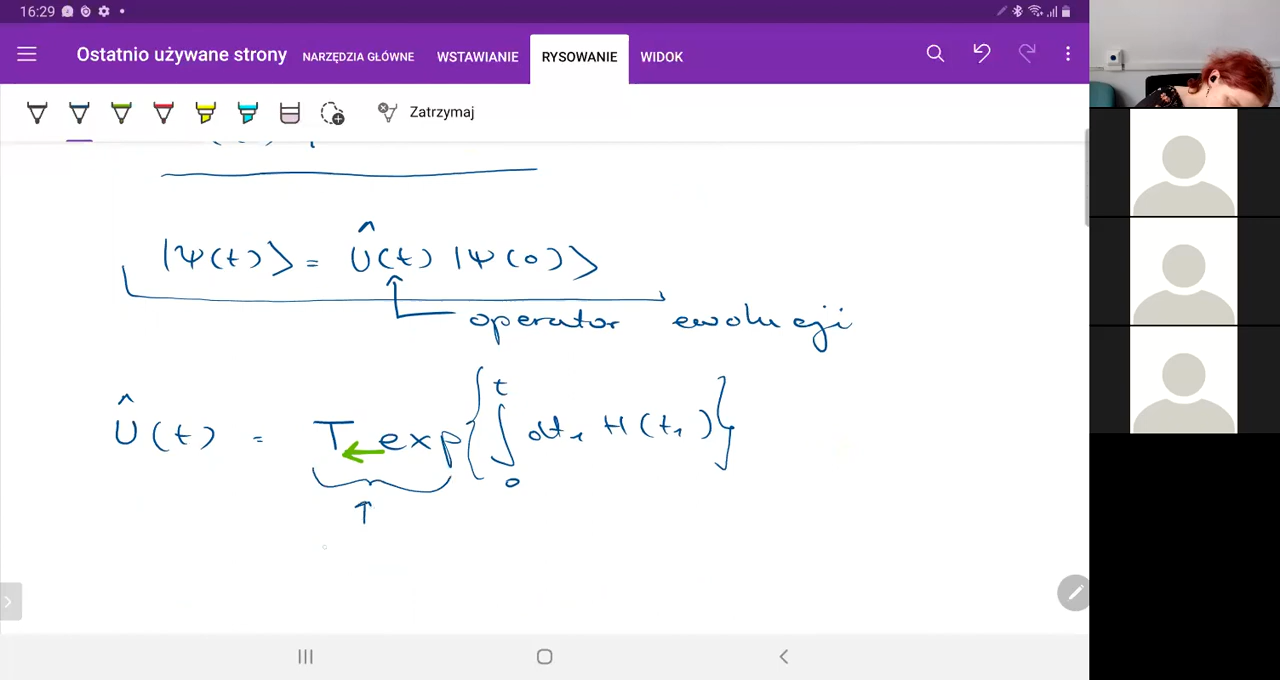 16:29
Ostatnio używane strony NARZĘDZIA GŁÓWNE WSTAWIANIE RYSOWANIE WIDOK
Zatrzymaj
|Ψ(t)⟩ = Û(t) |Ψ(0)⟩
operator ewolucji
Û(t) = T← exp{∫₀ᵗ dt₁ H(t₁)}